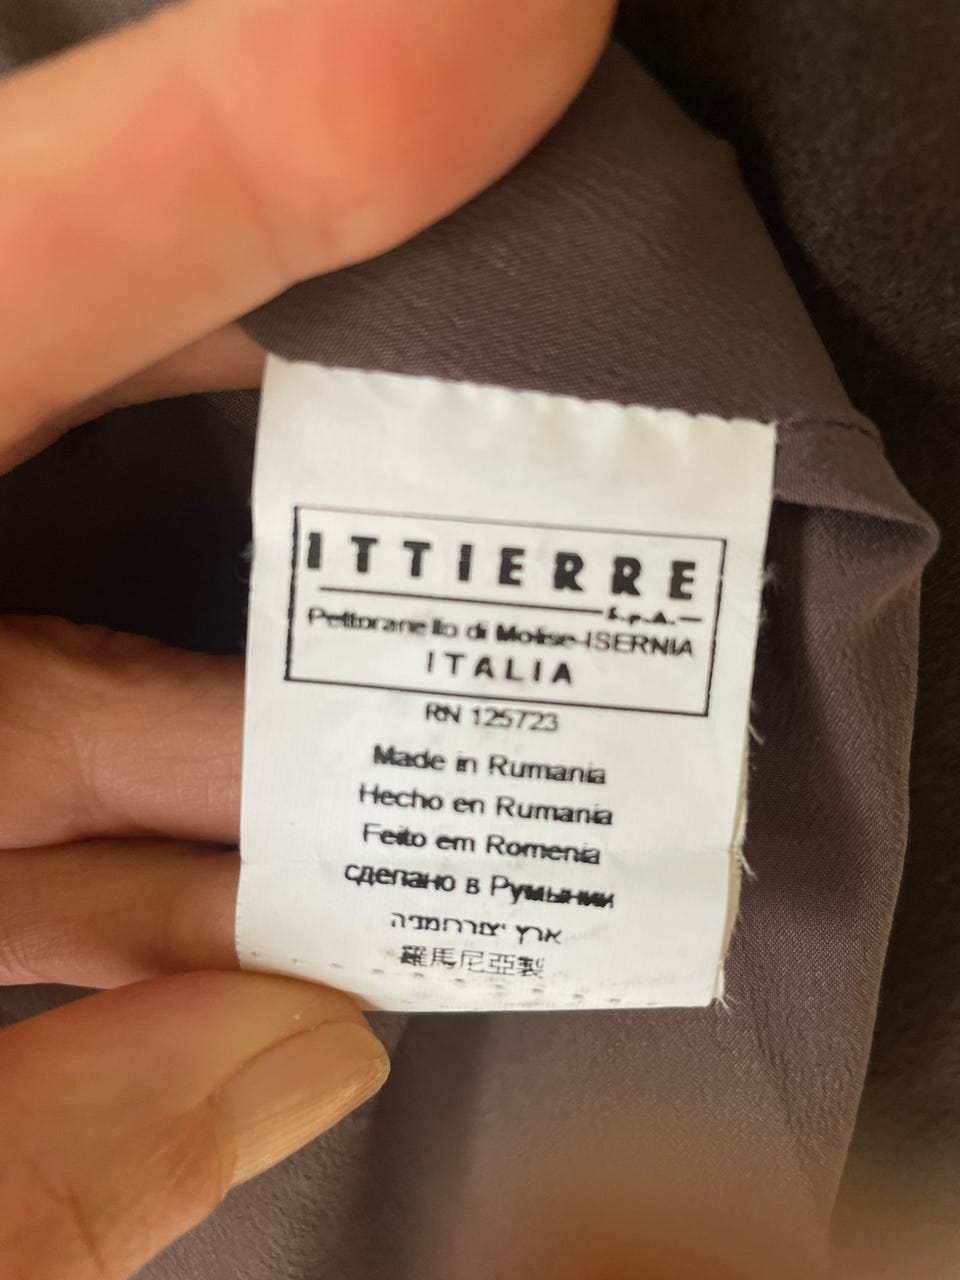 ITTIERRE
S.p.A.
Pettoranello di Molise-ISERNIA
ITALIA
RN 125723
Made in Rumania
Hecho en Rumania
Feito em Romenia
сделано в Румынии
ארץ יצור רומניה
羅馬尼亞製